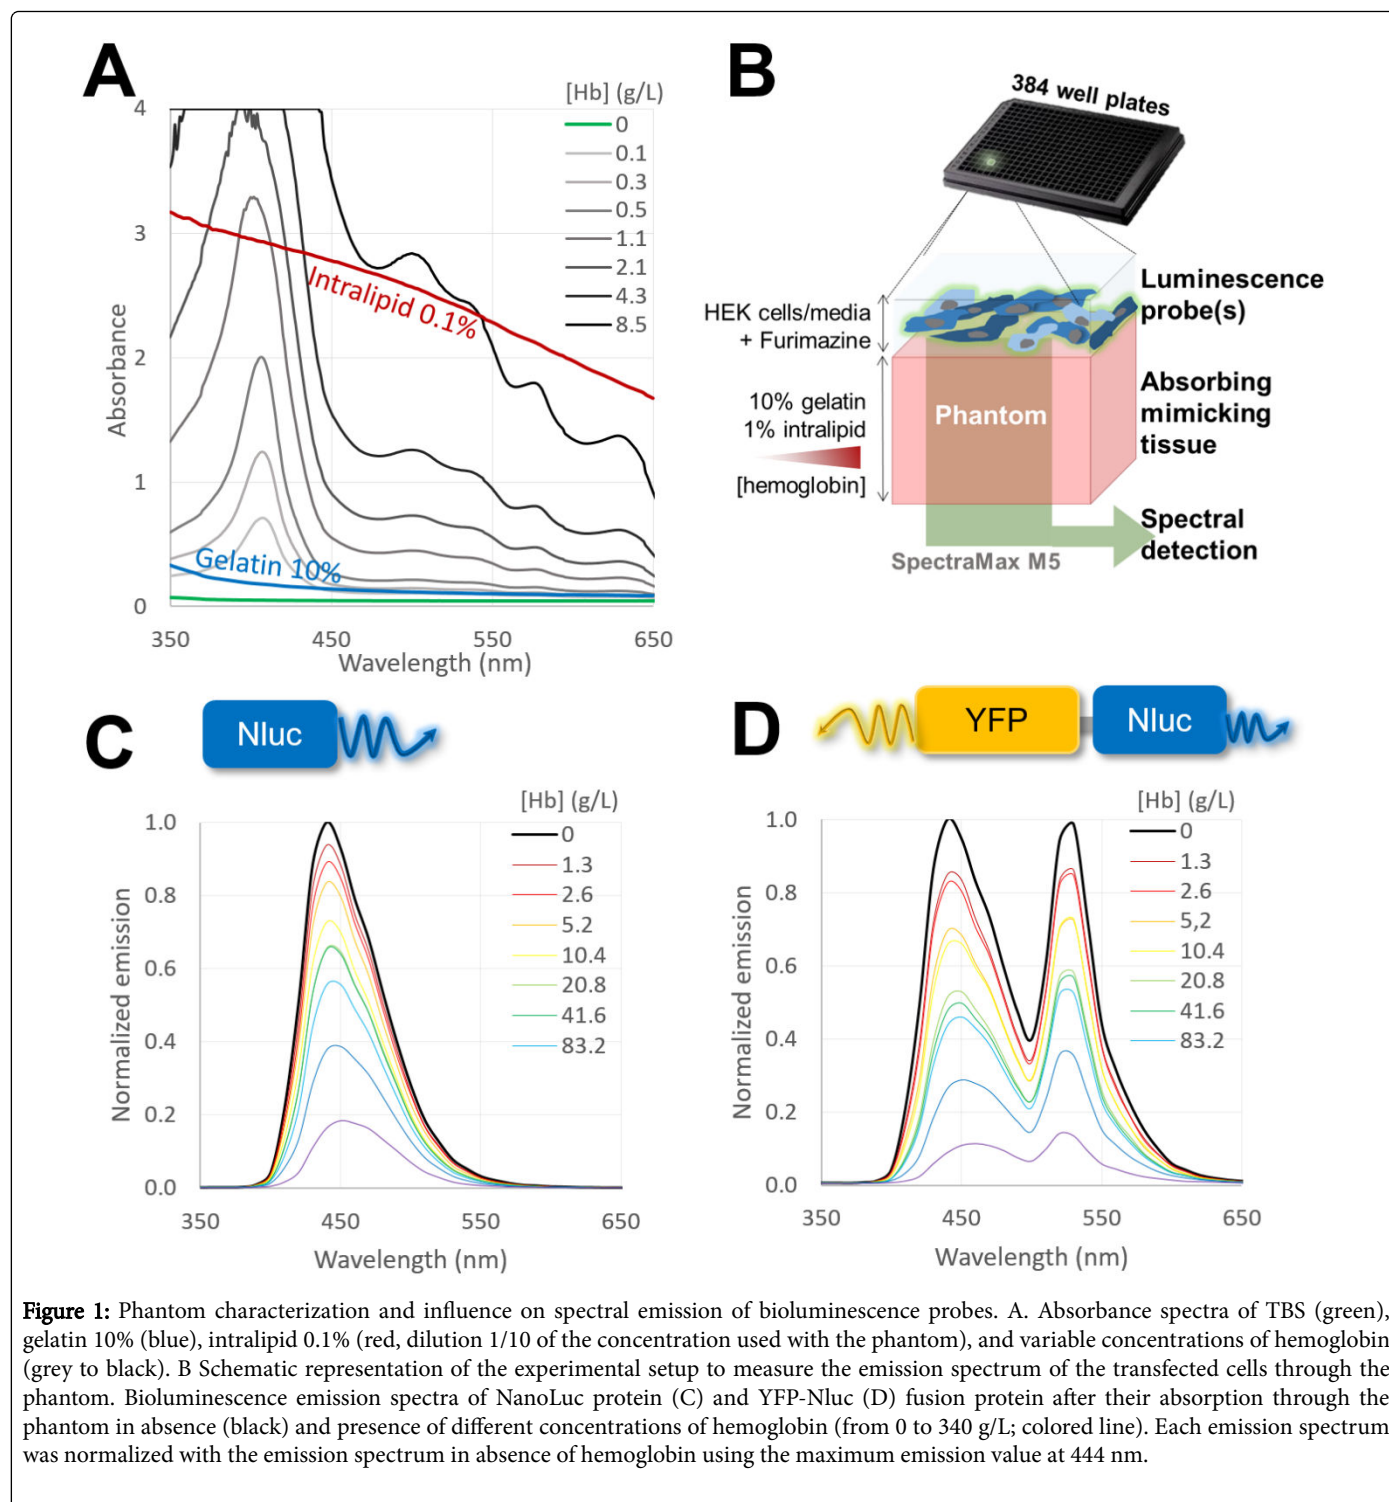 A
[Hb] (g/L)
0
0.1
0.3
0.5
1.1
2.1
4.3
8.5
4
3
2
1
0
Absorbance
Intralipid 0.1%
Gelatin 10%
350
450
550
650
Wavelength (nm)
B
384 well plates
HEK cells/media
+ Furimazine
Luminescence
probe(s)
10% gelatin
1% intralipid
[hemoglobin]
Phantom
Absorbing
mimicking
tissue
Spectral
detection
SpectraMax M5
C
Nluc
[Hb] (g/L)
0
1.3
2.6
5.2
10.4
20.8
41.6
83.2
1.0
0.8
0.6
0.4
0.2
0.0
Normalized emission
350
450
550
650
Wavelength (nm)
D
YFP
Nluc
[Hb] (g/L)
0
1.3
2.6
5,2
10.4
20.8
41.6
83.2
1.0
0.8
0.6
0.4
0.2
0.0
Normalized emission
350
450
550
650
Wavelength (nm)
Figure 1: Phantom characterization and influence on spectral emission of bioluminescence probes. A. Absorbance spectra of TBS (green),
gelatin 10% (blue), intralipid 0.1% (red, dilution 1/10 of the concentration used with the phantom), and variable concentrations of hemoglobin
(grey to black). B Schematic representation of the experimental setup to measure the emission spectrum of the transfected cells through the
phantom. Bioluminescence emission spectra of NanoLuc protein (C) and YFP-Nluc (D) fusion protein after their absorption through the
phantom in absence (black) and presence of different concentrations of hemoglobin (from 0 to 340 g/L; colored line). Each emission spectrum
was normalized with the emission spectrum in absence of hemoglobin using the maximum emission value at 444 nm.